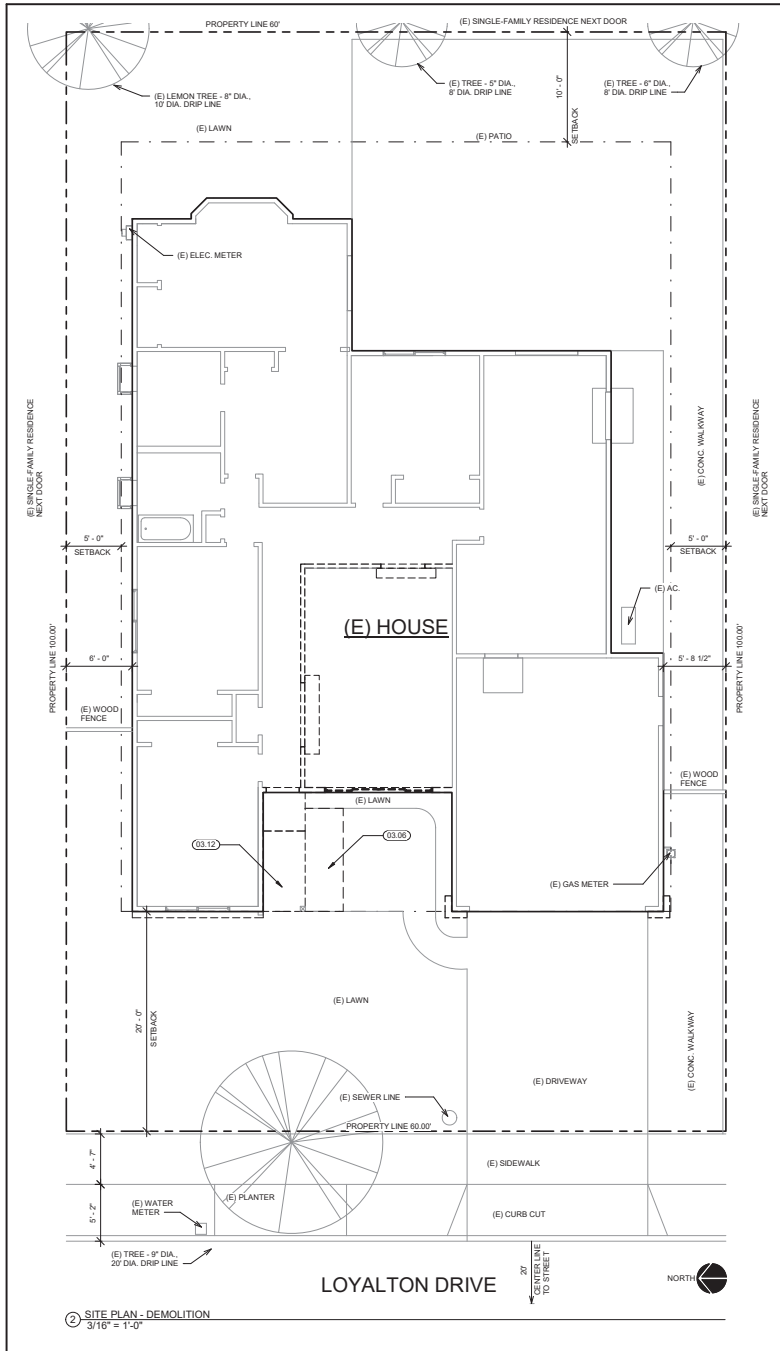 PROPERTY LINE 60'
(E) SINGLE-FAMILY RESIDENCE NEXT DOOR
(E) LEMON TREE - 8" DIA.,
10' DIA. DRIP LINE
(E) TREE - 5" DIA.,
8' DIA. DRIP LINE
10' - 0"
SETBACK
(E) TREE - 6" DIA.,
8' DIA. DRIP LINE
(E) LAWN
(E) PATIO
(E) ELEC. METER
(E) SINGLE-FAMILY RESIDENCE
NEXT DOOR
(E) CONC. WALKWAY
(E) SINGLE-FAMILY RESIDENCE
NEXT DOOR
5' - 0"
SETBACK
5' - 0"
SETBACK
(E) AC.
(E) HOUSE
PROPERTY LINE 100.00'
6' - 0"
5' - 8 1/2"
PROPERTY LINE 100.00'
(E) WOOD
FENCE
(E) WOOD
FENCE
(E) LAWN
03.12
03.06
(E) GAS METER
20' - 0"
SETBACK
(E) LAWN
(E) CONC. WALKWAY
(E) DRIVEWAY
(E) SEWER LINE
PROPERTY LINE 60.00'
4' - 7"
(E) SIDEWALK
5' - 2"
(E) WATER
METER
(E) PLANTER
(E) CURB CUT
(E) TREE - 9" DIA.,
20' DIA. DRIP LINE
LOYALTON DRIVE
20'
CENTER LINE
TO STREET
NORTH
2
SITE PLAN - DEMOLITION
3/16" = 1'-0"